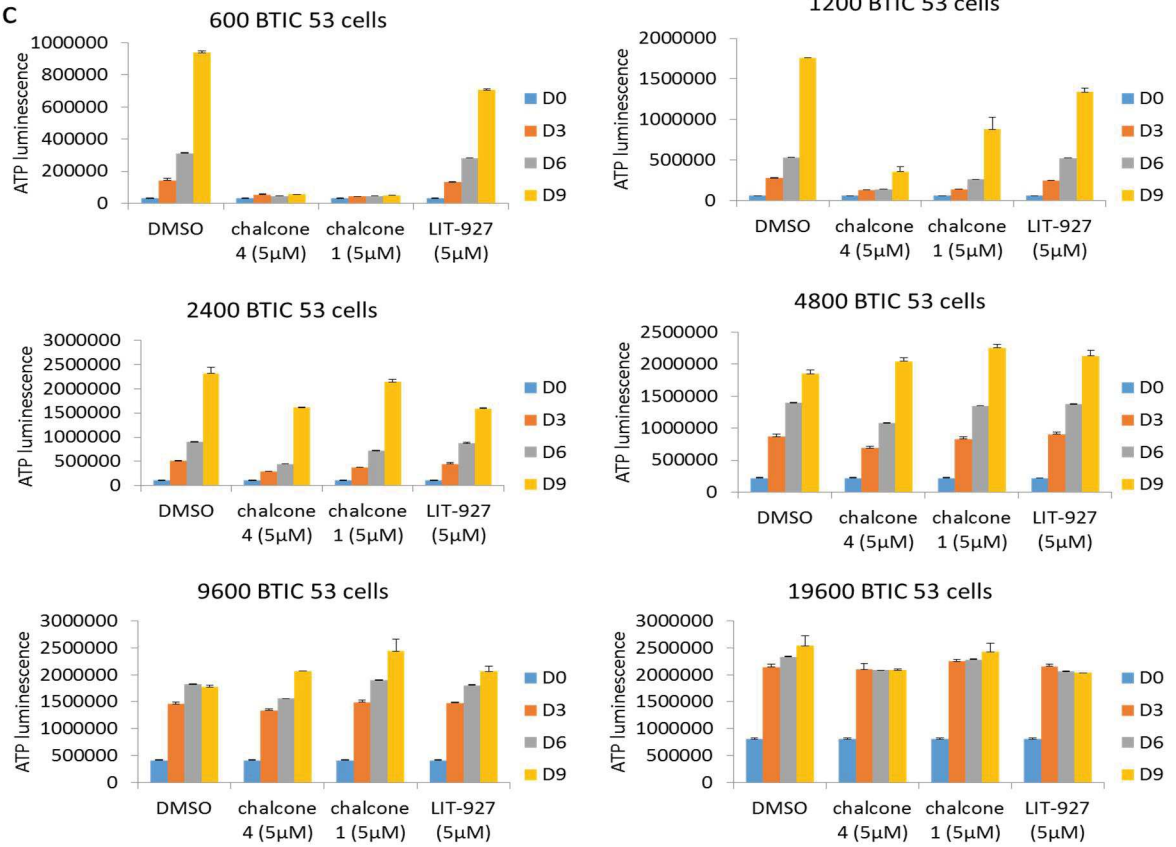 C
600 BTIC 53 cells
ATP luminescence
1000000
800000
600000
400000
200000
0
DMSO
chalcone
4 (5µM)
chalcone
1 (5µM)
LIT-927
(5µM)
D0
D3
D6
D9
1200 BTIC 53 cells
ATP luminescence
2000000
1500000
1000000
500000
0
DMSO
chalcone
4 (5µM)
chalcone
1 (5µM)
LIT-927
(5µM)
D0
D3
D6
D9
2400 BTIC 53 cells
ATP luminescence
3000000
2500000
2000000
1500000
1000000
500000
0
DMSO
chalcone
4 (5µM)
chalcone
1 (5µM)
LIT-927
(5µM)
D0
D3
D6
D9
4800 BTIC 53 cells
ATP luminescence
2500000
2000000
1500000
1000000
500000
0
DMSO
chalcone
4 (5µM)
chalcone
1 (5µM)
LIT-927
(5µM)
D0
D3
D6
D9
9600 BTIC 53 cells
ATP luminescence
3000000
2500000
2000000
1500000
1000000
500000
0
DMSO
chalcone
4 (5µM)
chalcone
1 (5µM)
LIT-927
(5µM)
D0
D3
D6
D9
19600 BTIC 53 cells
ATP luminescence
3000000
2500000
2000000
1500000
1000000
500000
0
DMSO
chalcone
4 (5µM)
chalcone
1 (5µM)
LIT-927
(5µM)
D0
D3
D6
D9